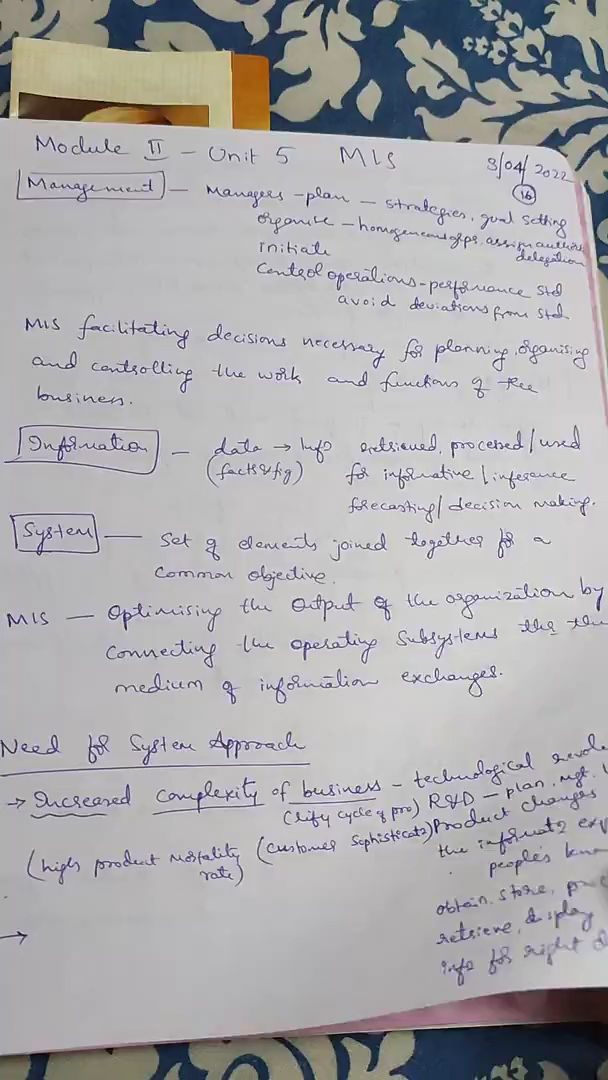 Module II - Unit 5 MIS 8/04/2022
16
Management - Managers - plan - strategies, goal setting
organise - homogeneous grps, assign authority
delegation
initiate
Control operations - performance std
avoid deviations from std.
MIS facilitating decisions necessary for planning, organising
and controlling the work and functions of the
business.
Information - data → Info retrieved, processed/used
(facts & fig) for informative/inference
forecasting/decision making.
System - Set of elements joined together for a
common objective.
MIS - Optimising the output of the organization by
connecting the operating subsystems the
medium of information exchanges.
Need for System Approach
→ Increased complexity of business - technological
(life cycle of pro) R&D - plan. mgt.
(high product mortality rate) (customer sophisticatn) Product changes
the informatn
people's
obtain, store,
retrieve, display
info for right
→